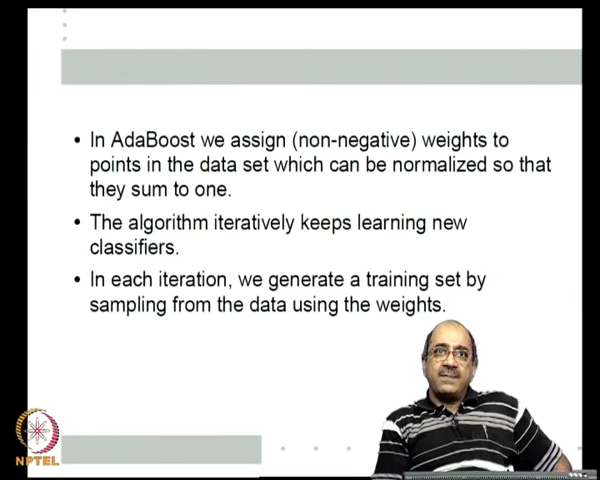 • In AdaBoost we assign (non-negative) weights to
points in the data set which can be normalized so that
they sum to one.
• The algorithm iteratively keeps learning new
classifiers.
• In each iteration, we generate a training set by
sampling from the data using the weights.
NPTEL